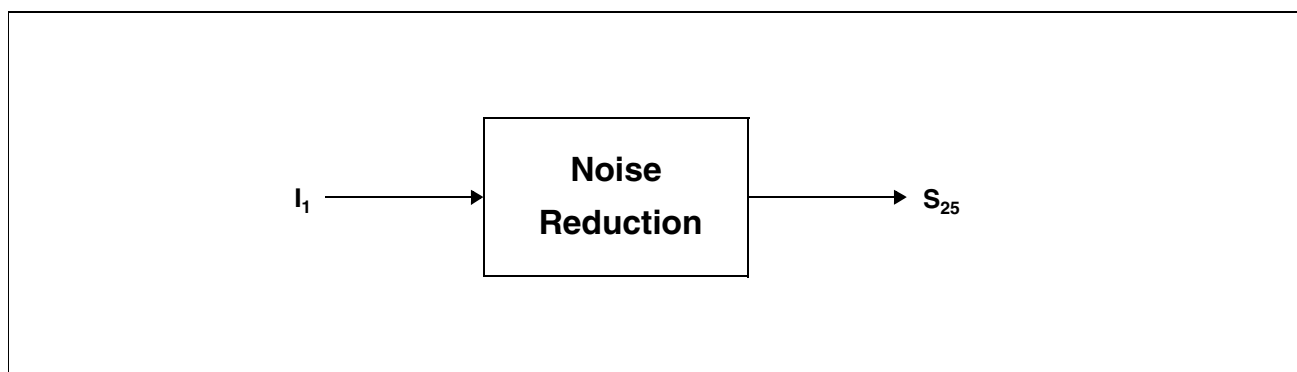 Noise
Reduction
I₁
S₂₅